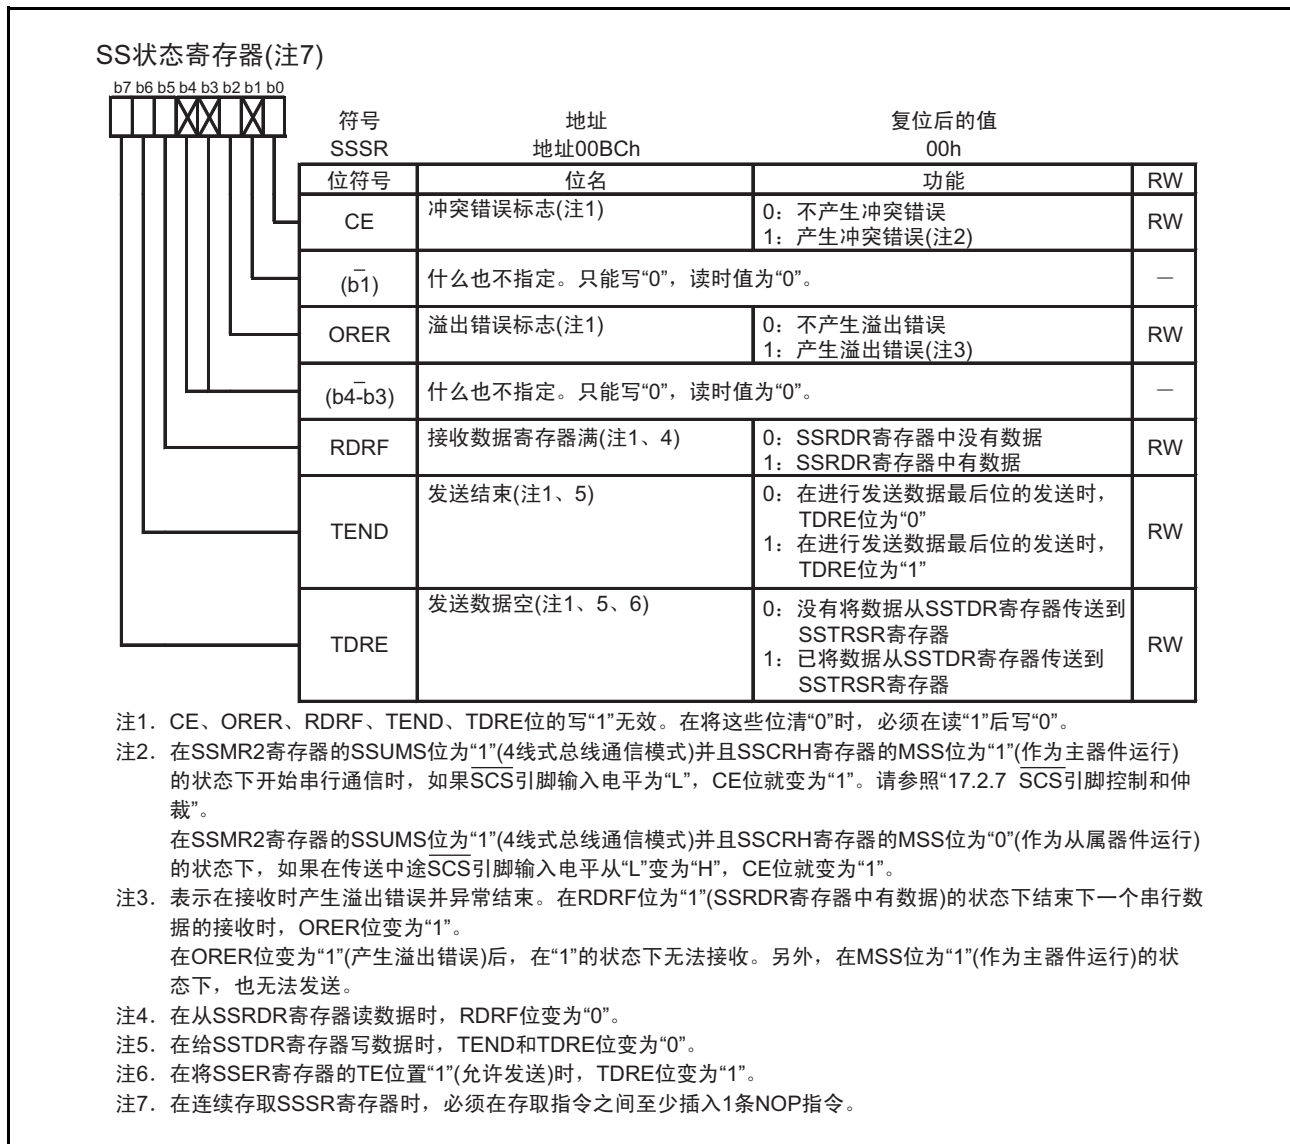 SS状态寄存器(注7)
b7 b6 b5 b4 b3 b2 b1 b0
符号 地址 复位后的值
SSSR 地址00BCh 00h
位符号 位名 功能 RW
CE 冲突错误标志(注1) 0：不产生冲突错误 RW
1：产生冲突错误(注2)
－
(b1) 什么也不指定。只能写“0”，读时值为“0”。 －
ORER 溢出错误标志(注1) 0：不产生溢出错误 RW
1：产生溢出错误(注3)
－
(b4-b3) 什么也不指定。只能写“0”，读时值为“0”。 －
RDRF 接收数据寄存器满(注1、4) 0：SSRDR寄存器中没有数据 RW
1：SSRDR寄存器中有数据
TEND 发送结束(注1、5) 0：在进行发送数据最后位的发送时， RW
TDRE位为“0”
1：在进行发送数据最后位的发送时，
TDRE位为“1”
TDRE 发送数据空(注1、5、6) 0：没有将数据从SSTDR寄存器传送到 RW
SSTRSR寄存器
1：已将数据从SSTDR寄存器传送到
SSTRSR寄存器
注1．CE、ORER、RDRF、TEND、TDRE位的写“1”无效。在将这些位清“0”时，必须在读“1”后写“0”。
注2．在SSMR2寄存器的SSUMS位为“1”(4线式总线通信模式)并且SSCRH寄存器的MSS位为“1”(作为主器件运行)
的状态下开始串行通信时，如果S̅C̅S̅引脚输入电平为“L”，CE位就变为“1”。请参照“17.2.7 S̅C̅S̅引脚控制和仲
裁”。
在SSMR2寄存器的SSUMS位为“1”(4线式总线通信模式)并且SSCRH寄存器的MSS位为“0”(作为从属器件运行)
的状态下，如果在传送中途S̅C̅S̅引脚输入电平从“L”变为“H”，CE位就变为“1”。
注3．表示在接收时产生溢出错误并异常结束。在RDRF位为“1”(SSRDR寄存器中有数据)的状态下结束下一个串行数
据的接收时，ORER位变为“1”。
在ORER位变为“1”(产生溢出错误)后，在“1”的状态下无法接收。另外，在MSS位为“1”(作为主器件运行)的状
态下，也无法发送。
注4．在从SSRDR寄存器读数据时，RDRF位变为“0”。
注5．在给SSTDR寄存器写数据时，TEND和TDRE位变为“0”。
注6．在将SSER寄存器的TE位置“1”(允许发送)时，TDRE位变为“1”。
注7．在连续存取SSSR寄存器时，必须在存取指令之间至少插入1条NOP指令。